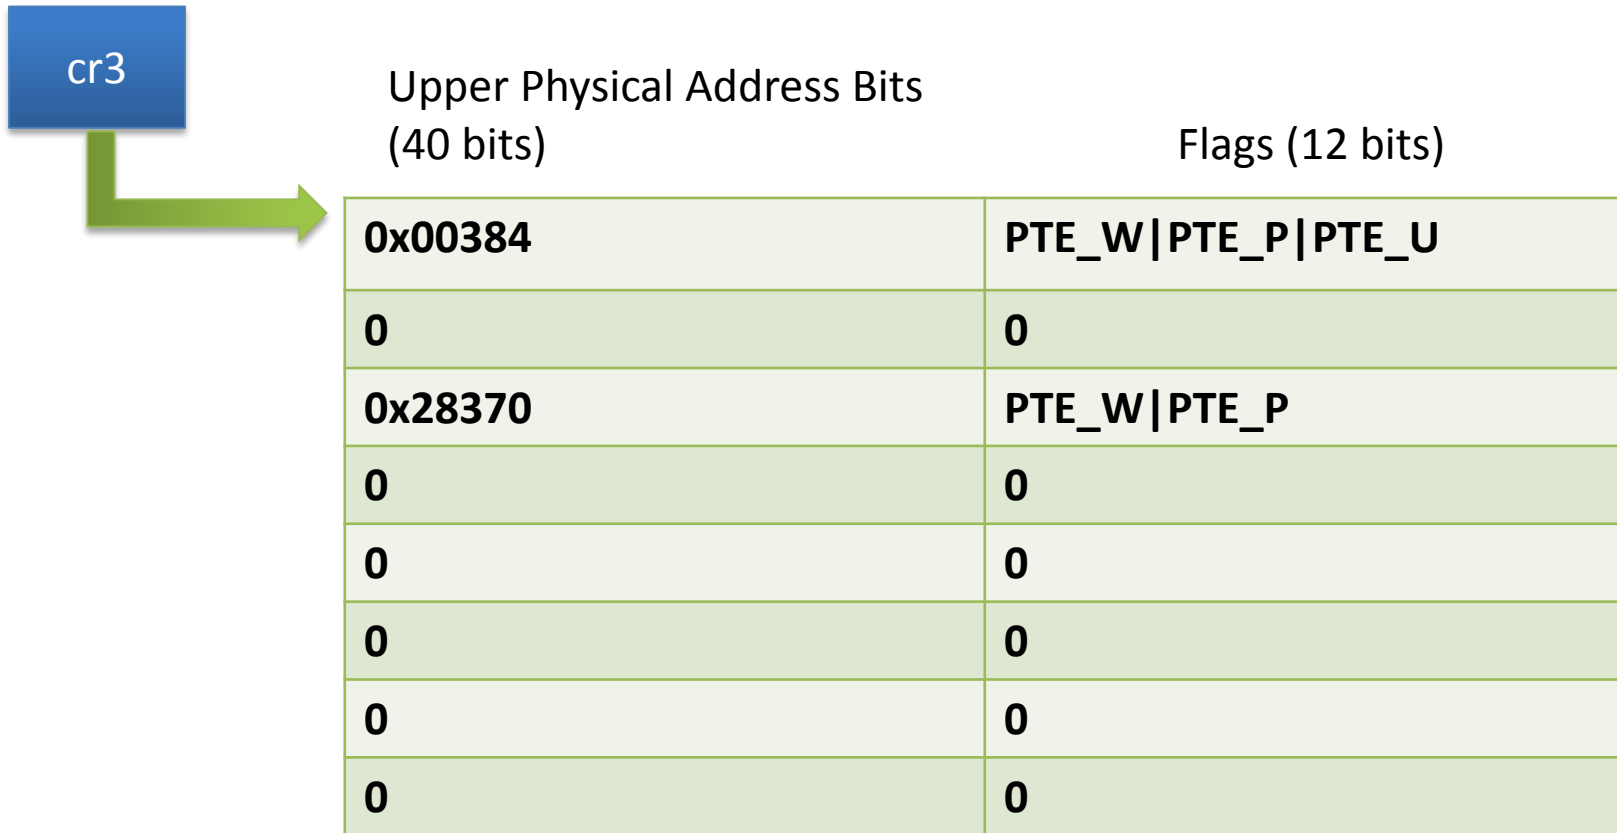 cr3
Upper Physical Address Bits
(40 bits)
Flags (12 bits)
0x00384 PTE_W|PTE_P|PTE_U
0 0
0x28370 PTE_W|PTE_P
0 0
0 0
0 0
0 0
0 0